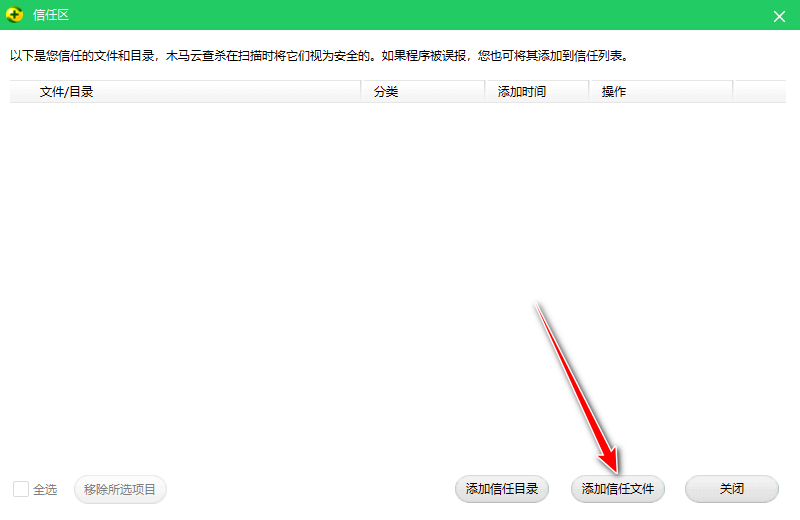 信任区
以下是您信任的文件和目录，木马云查杀在扫描时将它们视为安全的。如果程序被误报，您也可将其添加到信任列表。
文件/目录 分类 添加时间 操作
全选 移除所选项目 添加信任目录 添加信任文件 关闭